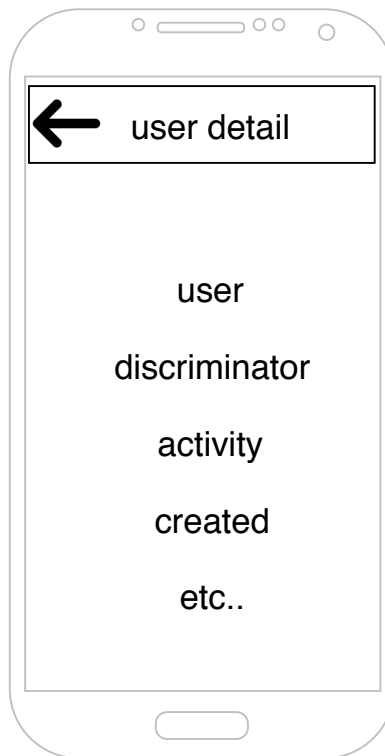 user detail
user
discriminator
activity
created
etc..